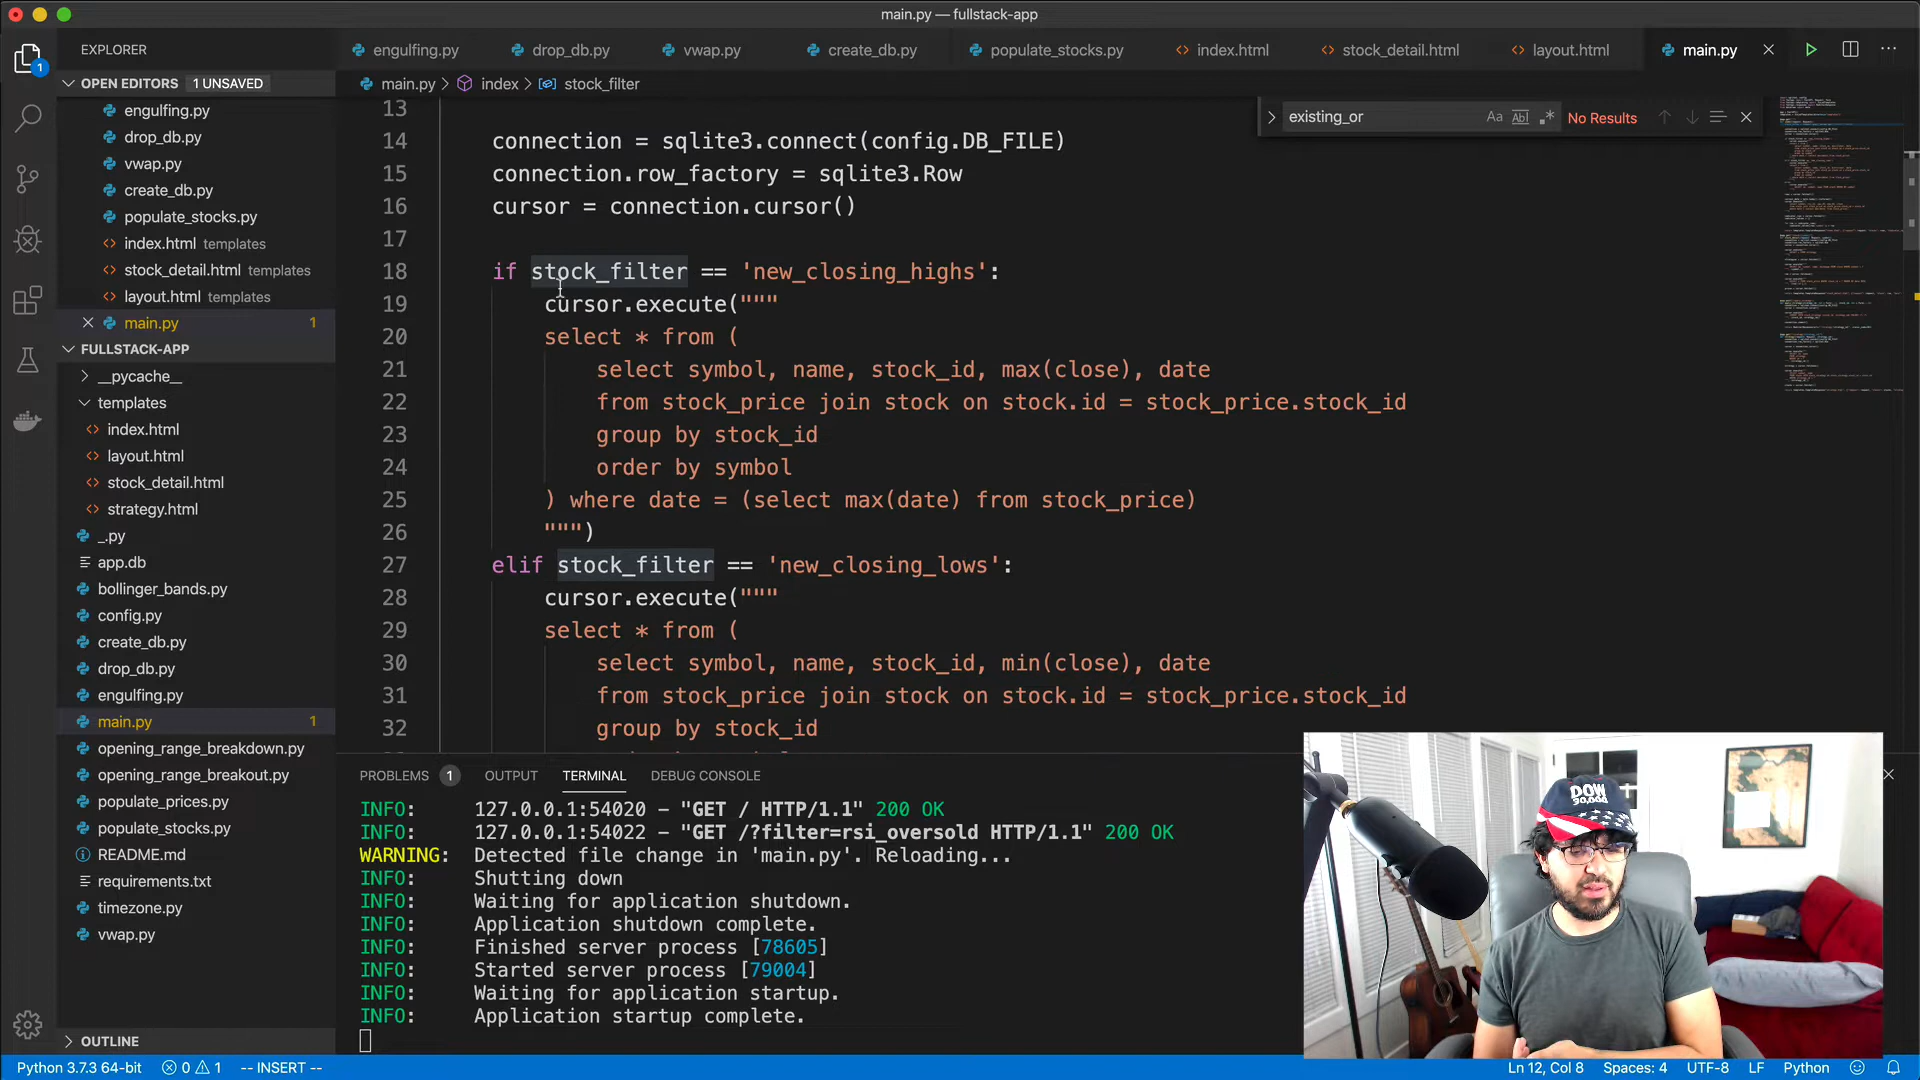 main.py — fullstack-app
EXPLORER
OPEN EDITORS 1 UNSAVED
engulfing.py
drop_db.py
vwap.py
create_db.py
populate_stocks.py
index.html templates
stock_detail.html templates
layout.html templates
main.py 1
FULLSTACK-APP
__pycache__
templates
index.html
layout.html
stock_detail.html
strategy.html
_.py
app.db
bollinger_bands.py
config.py
create_db.py
drop_db.py
engulfing.py
main.py 1
opening_range_breakdown.py
opening_range_breakout.py
populate_prices.py
populate_stocks.py
README.md
requirements.txt
timezone.py
vwap.py
OUTLINE
engulfing.py drop_db.py vwap.py create_db.py populate_stocks.py index.html stock_detail.html layout.html main.py
main.py > index > stock_filter
existing_or Aa Abl No Results
13
14 connection = sqlite3.connect(config.DB_FILE)
15 connection.row_factory = sqlite3.Row
16 cursor = connection.cursor()
17
18 if stock_filter == 'new_closing_highs':
19 cursor.execute("""
20 select * from (
21 select symbol, name, stock_id, max(close), date
22 from stock_price join stock on stock.id = stock_price.stock_id
23 group by stock_id
24 order by symbol
25 ) where date = (select max(date) from stock_price)
26 """)
27 elif stock_filter == 'new_closing_lows':
28 cursor.execute("""
29 select * from (
30 select symbol, name, stock_id, min(close), date
31 from stock_price join stock on stock.id = stock_price.stock_id
32 group by stock_id
PROBLEMS 1 OUTPUT TERMINAL DEBUG CONSOLE
INFO: 127.0.0.1:54020 - "GET / HTTP/1.1" 200 OK
INFO: 127.0.0.1:54022 - "GET /?filter=rsi_oversold HTTP/1.1" 200 OK
WARNING: Detected file change in 'main.py'. Reloading...
INFO: Shutting down
INFO: Waiting for application shutdown.
INFO: Application shutdown complete.
INFO: Finished server process [78605]
INFO: Started server process [79004]
INFO: Waiting for application startup.
INFO: Application startup complete.
DOW
30,000
Python 3.7.3 64-bit 0 1 -- INSERT -- Ln 12, Col 8 Spaces: 4 UTF-8 LF Python